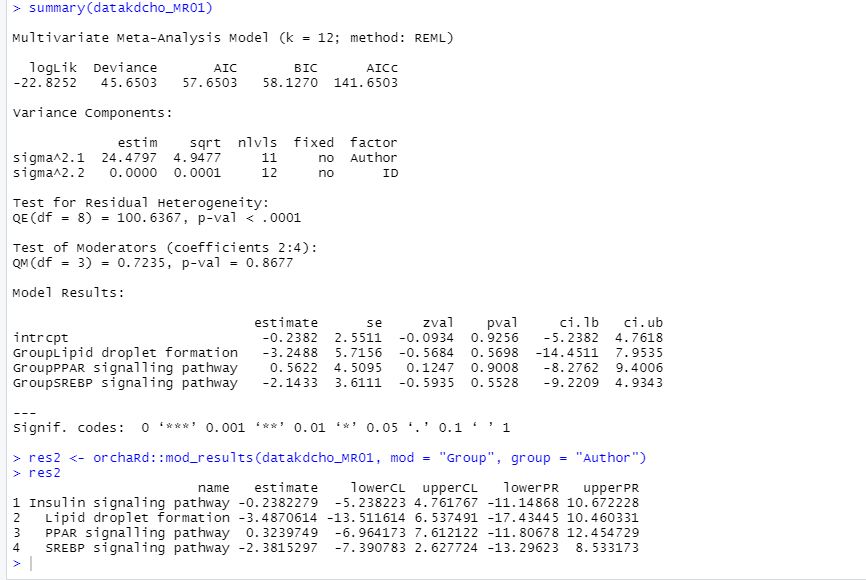 > summary(datakdcho_MR01)
Multivariate Meta-Analysis Model (k = 12; method: REML)
logLik Deviance AIC BIC AICc
-22.8252 45.6503 57.6503 58.1270 141.6503
Variance Components:
estim sqrt nlvls fixed factor
sigma^2.1 24.4797 4.9477 11 no Author
sigma^2.2 0.0000 0.0001 12 no ID
Test for Residual Heterogeneity:
QE(df = 8) = 100.6367, p-val < .0001
Test of Moderators (coefficients 2:4):
QM(df = 3) = 0.7235, p-val = 0.8677
Model Results:
estimate se zval pval ci.lb ci.ub
intrcpt -0.2382 2.5511 -0.0934 0.9256 -5.2382 4.7618
GroupLipid droplet formation -3.2488 5.7156 -0.5684 0.5698 -14.4511 7.9535
GroupPPAR signalling pathway 0.5622 4.5095 0.1247 0.9008 -8.2762 9.4006
GroupSREBP signaling pathway -2.1433 3.6111 -0.5935 0.5528 -9.2209 4.9343
---
Signif. codes: 0 ‘***’ 0.001 ‘**’ 0.01 ‘*’ 0.05 ‘.’ 0.1 ‘ ’ 1
> res2 <- orchaRd::mod_results(datakdcho_MR01, mod = "Group", group = "Author")
> res2
name estimate lowerCL upperCL lowerPR upperPR
1 Insulin signaling pathway -0.2382279 -5.238223 4.761767 -11.14868 10.672228
2 Lipid droplet formation -3.4870614 -13.511614 6.537491 -17.43445 10.460331
3 PPAR signalling pathway 0.3239749 -6.964173 7.612122 -11.80678 12.454729
4 SREBP signaling pathway -2.3815297 -7.390783 2.627724 -13.29623 8.533173
>